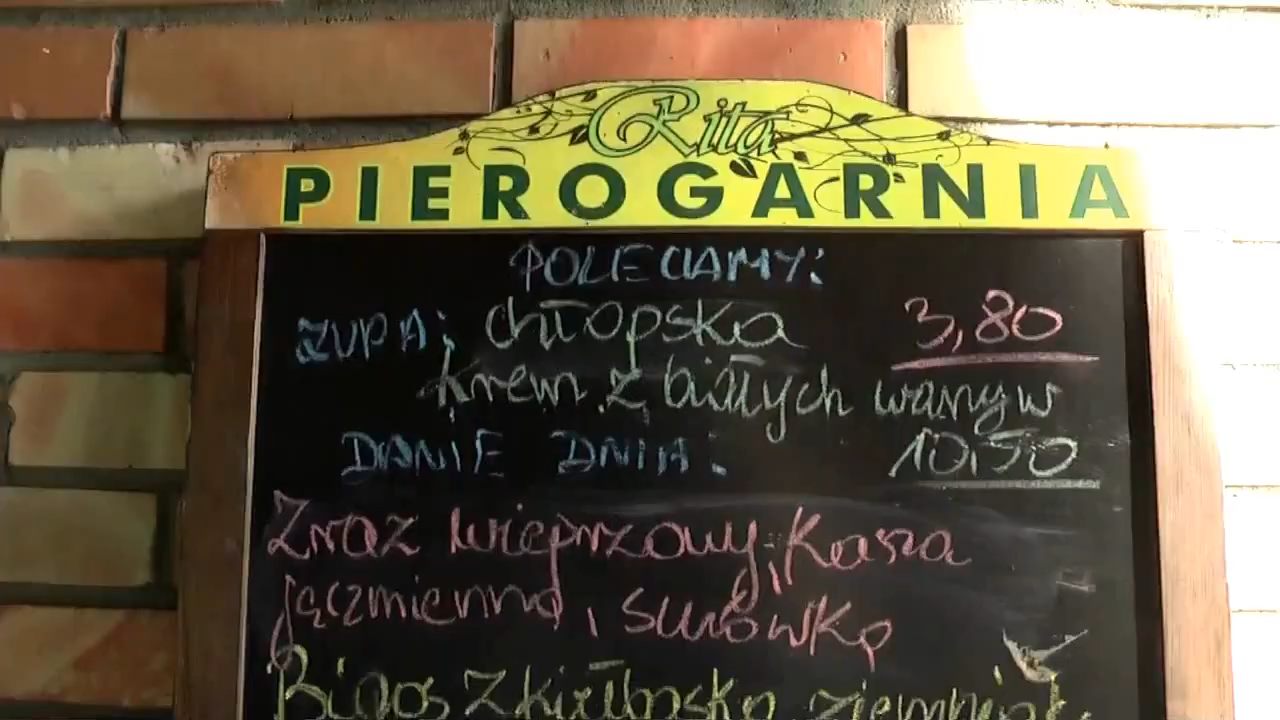 Rita
PIEROGARNIA
POLECAMY:
ZUPA: chłopska 3,80
krem z białych warzyw
DANIE DNIA: 10,50
Zraz wieprzowy, kasza
jęczmienna, surówka
Bigos z kiełbaską, ziemniaki